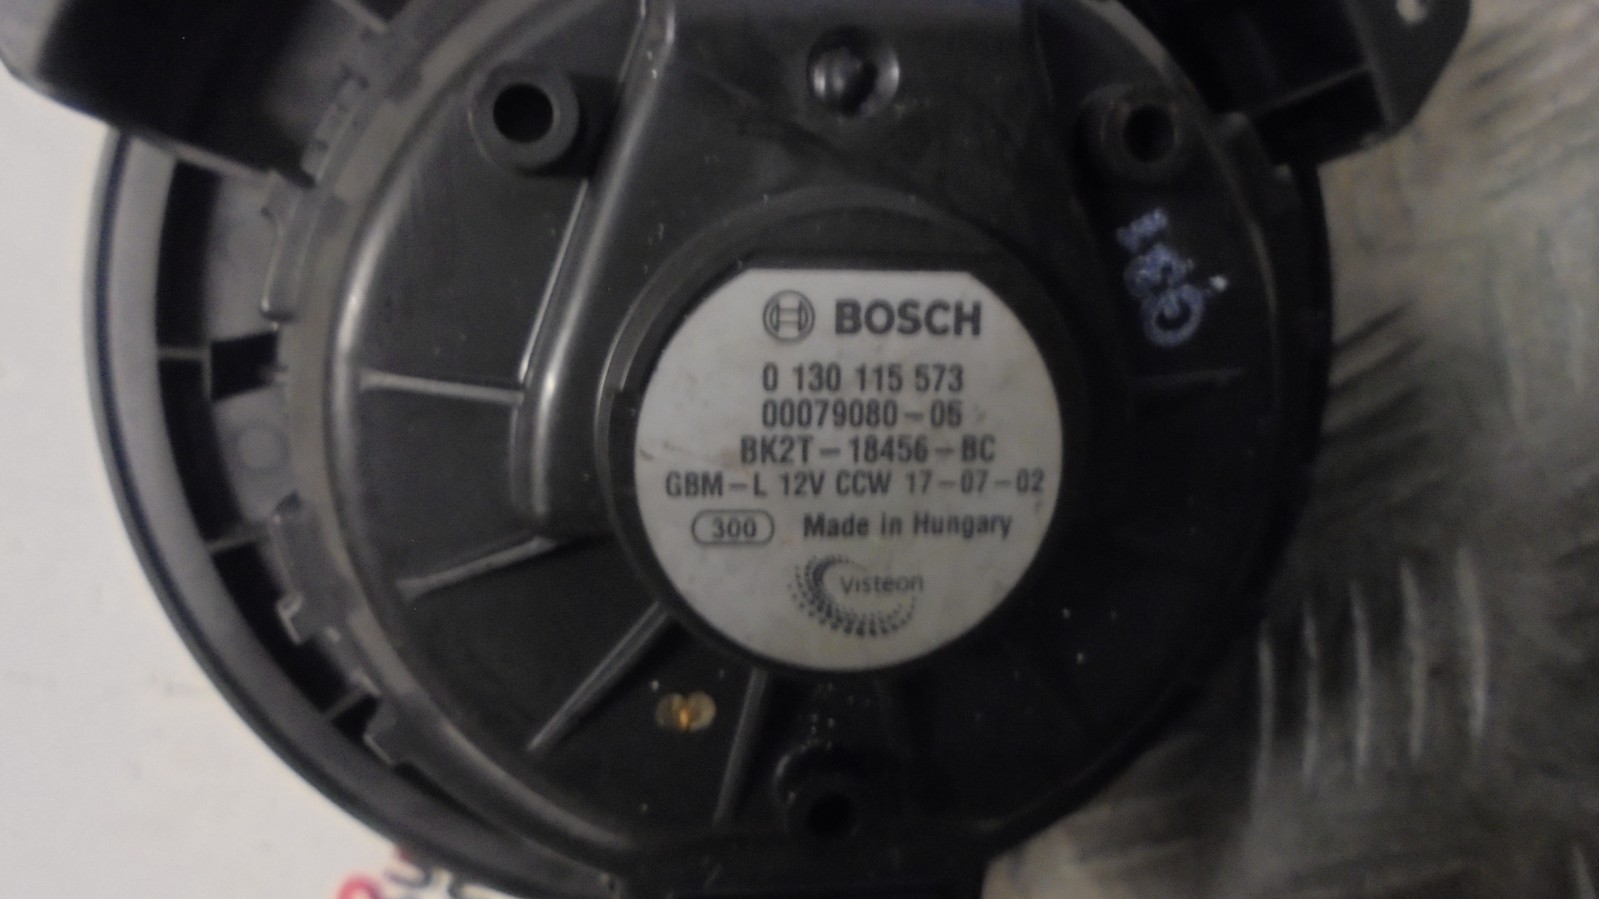 BOSCH
0 130 115 573
00079080-05
BK2T-18456-BC
GBM-L 12V CCW 17-07-02
300 Made in Hungary
Visteon